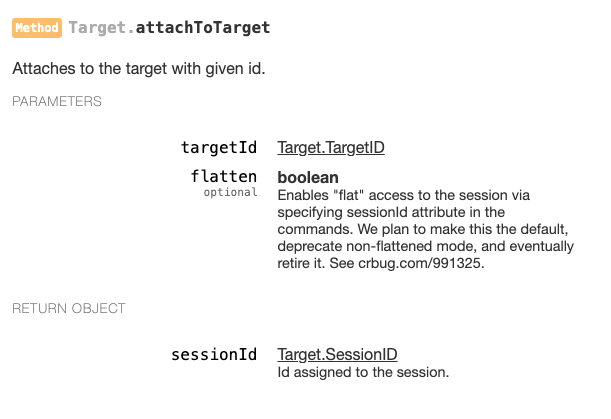 Method Target.attachToTarget
Attaches to the target with given id.
PARAMETERS
targetId Target.TargetID
flatten boolean
optional Enables "flat" access to the session via
specifying sessionId attribute in the
commands. We plan to make this the default,
deprecate non-flattened mode, and eventually
retire it. See crbug.com/991325.
RETURN OBJECT
sessionId Target.SessionID
Id assigned to the session.